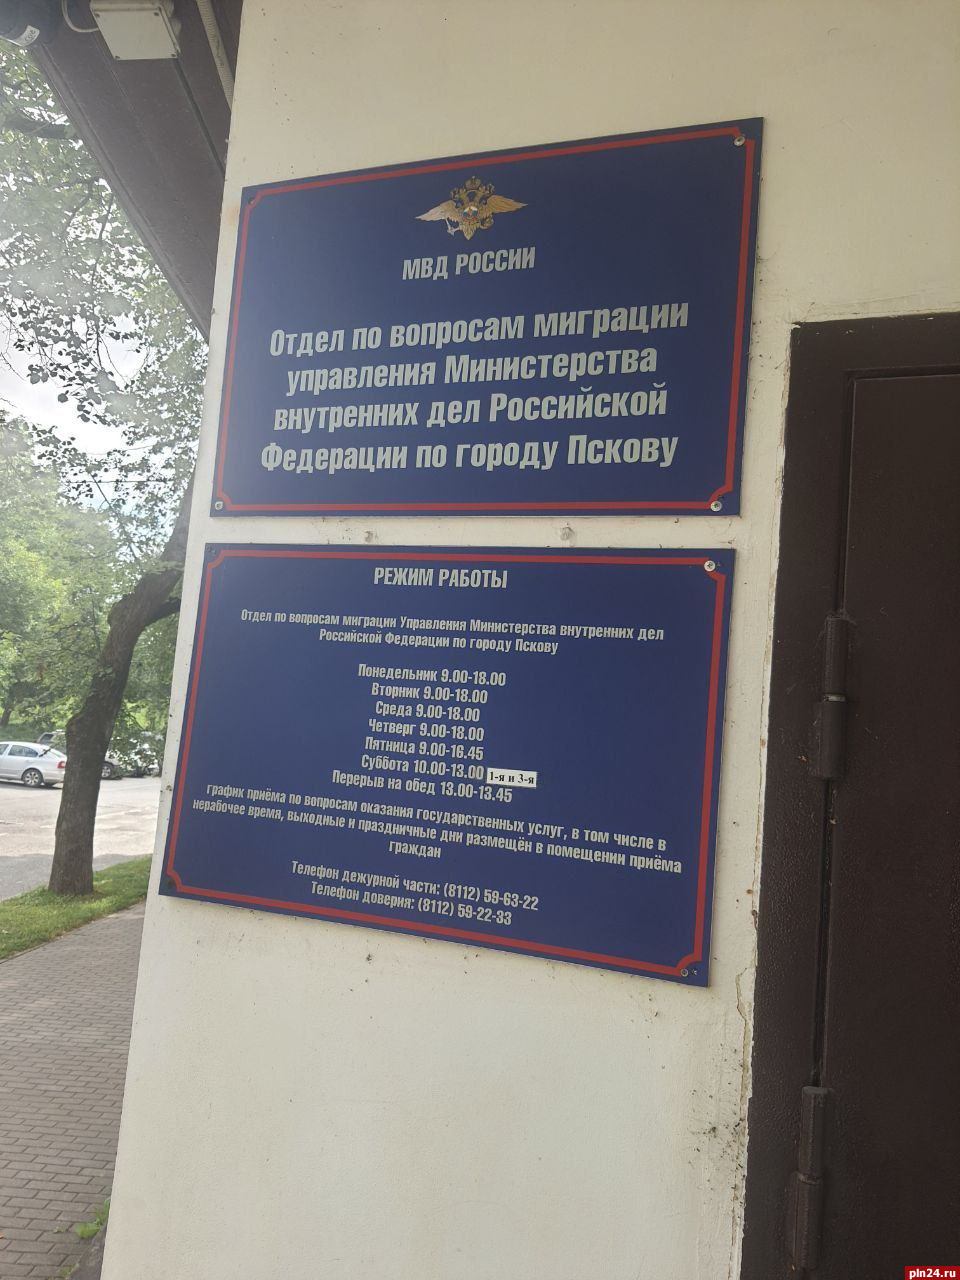 МВД РОССИИ
Отдел по вопросам миграции
управления Министерства
внутренних дел Российской
Федерации по городу Пскову
РЕЖИМ РАБОТЫ
Отдел по вопросам миграции Управления Министерства внутренних дел
Российской Федерации по городу Пскову
Понедельник 9.00-18.00
Вторник 9.00-18.00
Среда 9.00-18.00
Четверг 9.00-18.00
Пятница 9.00-16.45
Суббота 10.00-13.00 1-я и 3-я
Перерыв на обед 13.00-13.45
график приёма по вопросам оказания государственных услуг, в том числе в
нерабочее время, выходные и праздничные дни размещён в помещении приёма
граждан
Телефон дежурной части: (8112) 59-63-22
Телефон доверия: (8112) 59-22-33
pln24.ru